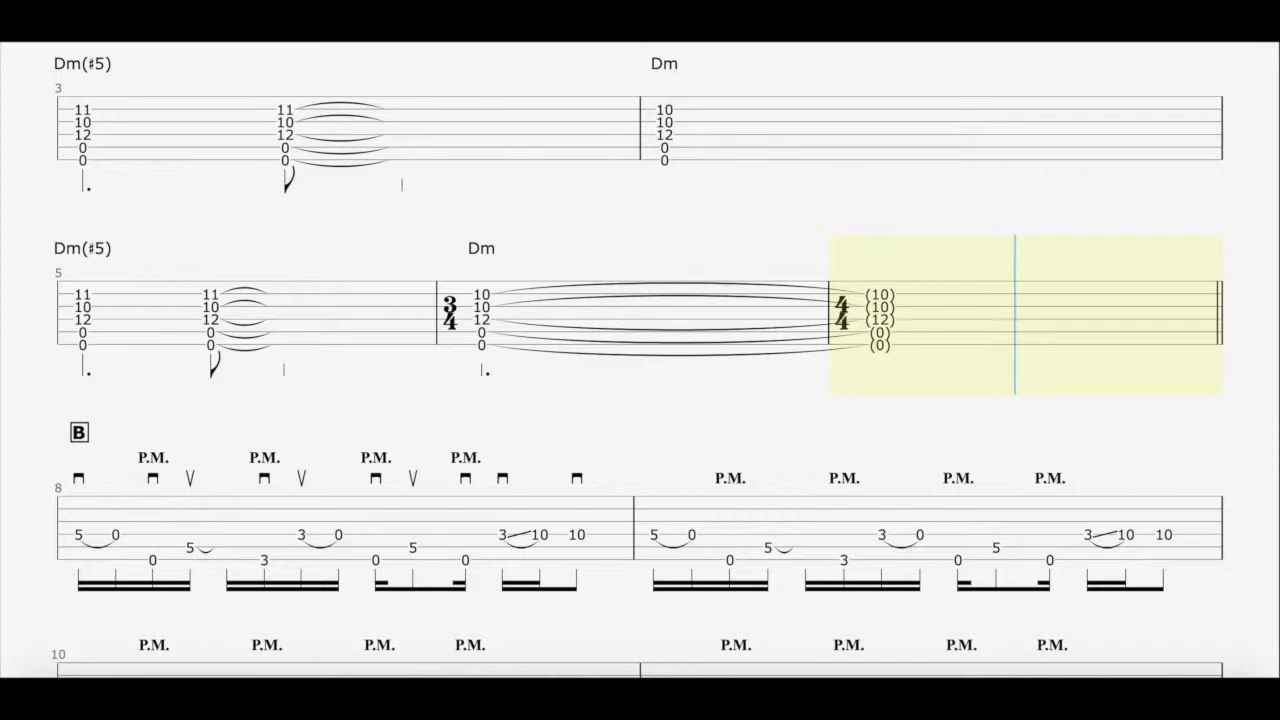 Dm(♯5) Dm
3
11 11 10
10 10 10
12 12 12
0 0 0
0 0 0
Dm(♯5) Dm
5
11 11 10 (10)
10 10 3 10 4 (10)
12 12 4 12 4 (12)
0 0 0 (0)
0 0 0 (0)
B
P.M. P.M. P.M. P.M.
P.M. P.M. P.M. P.M.
8
5 0 3 0 3 10 10 5 0 3 0 3 10 10
5 5 5 5
0 3 0 0 0 3 0 0
P.M. P.M. P.M. P.M. P.M. P.M. P.M. P.M.
10